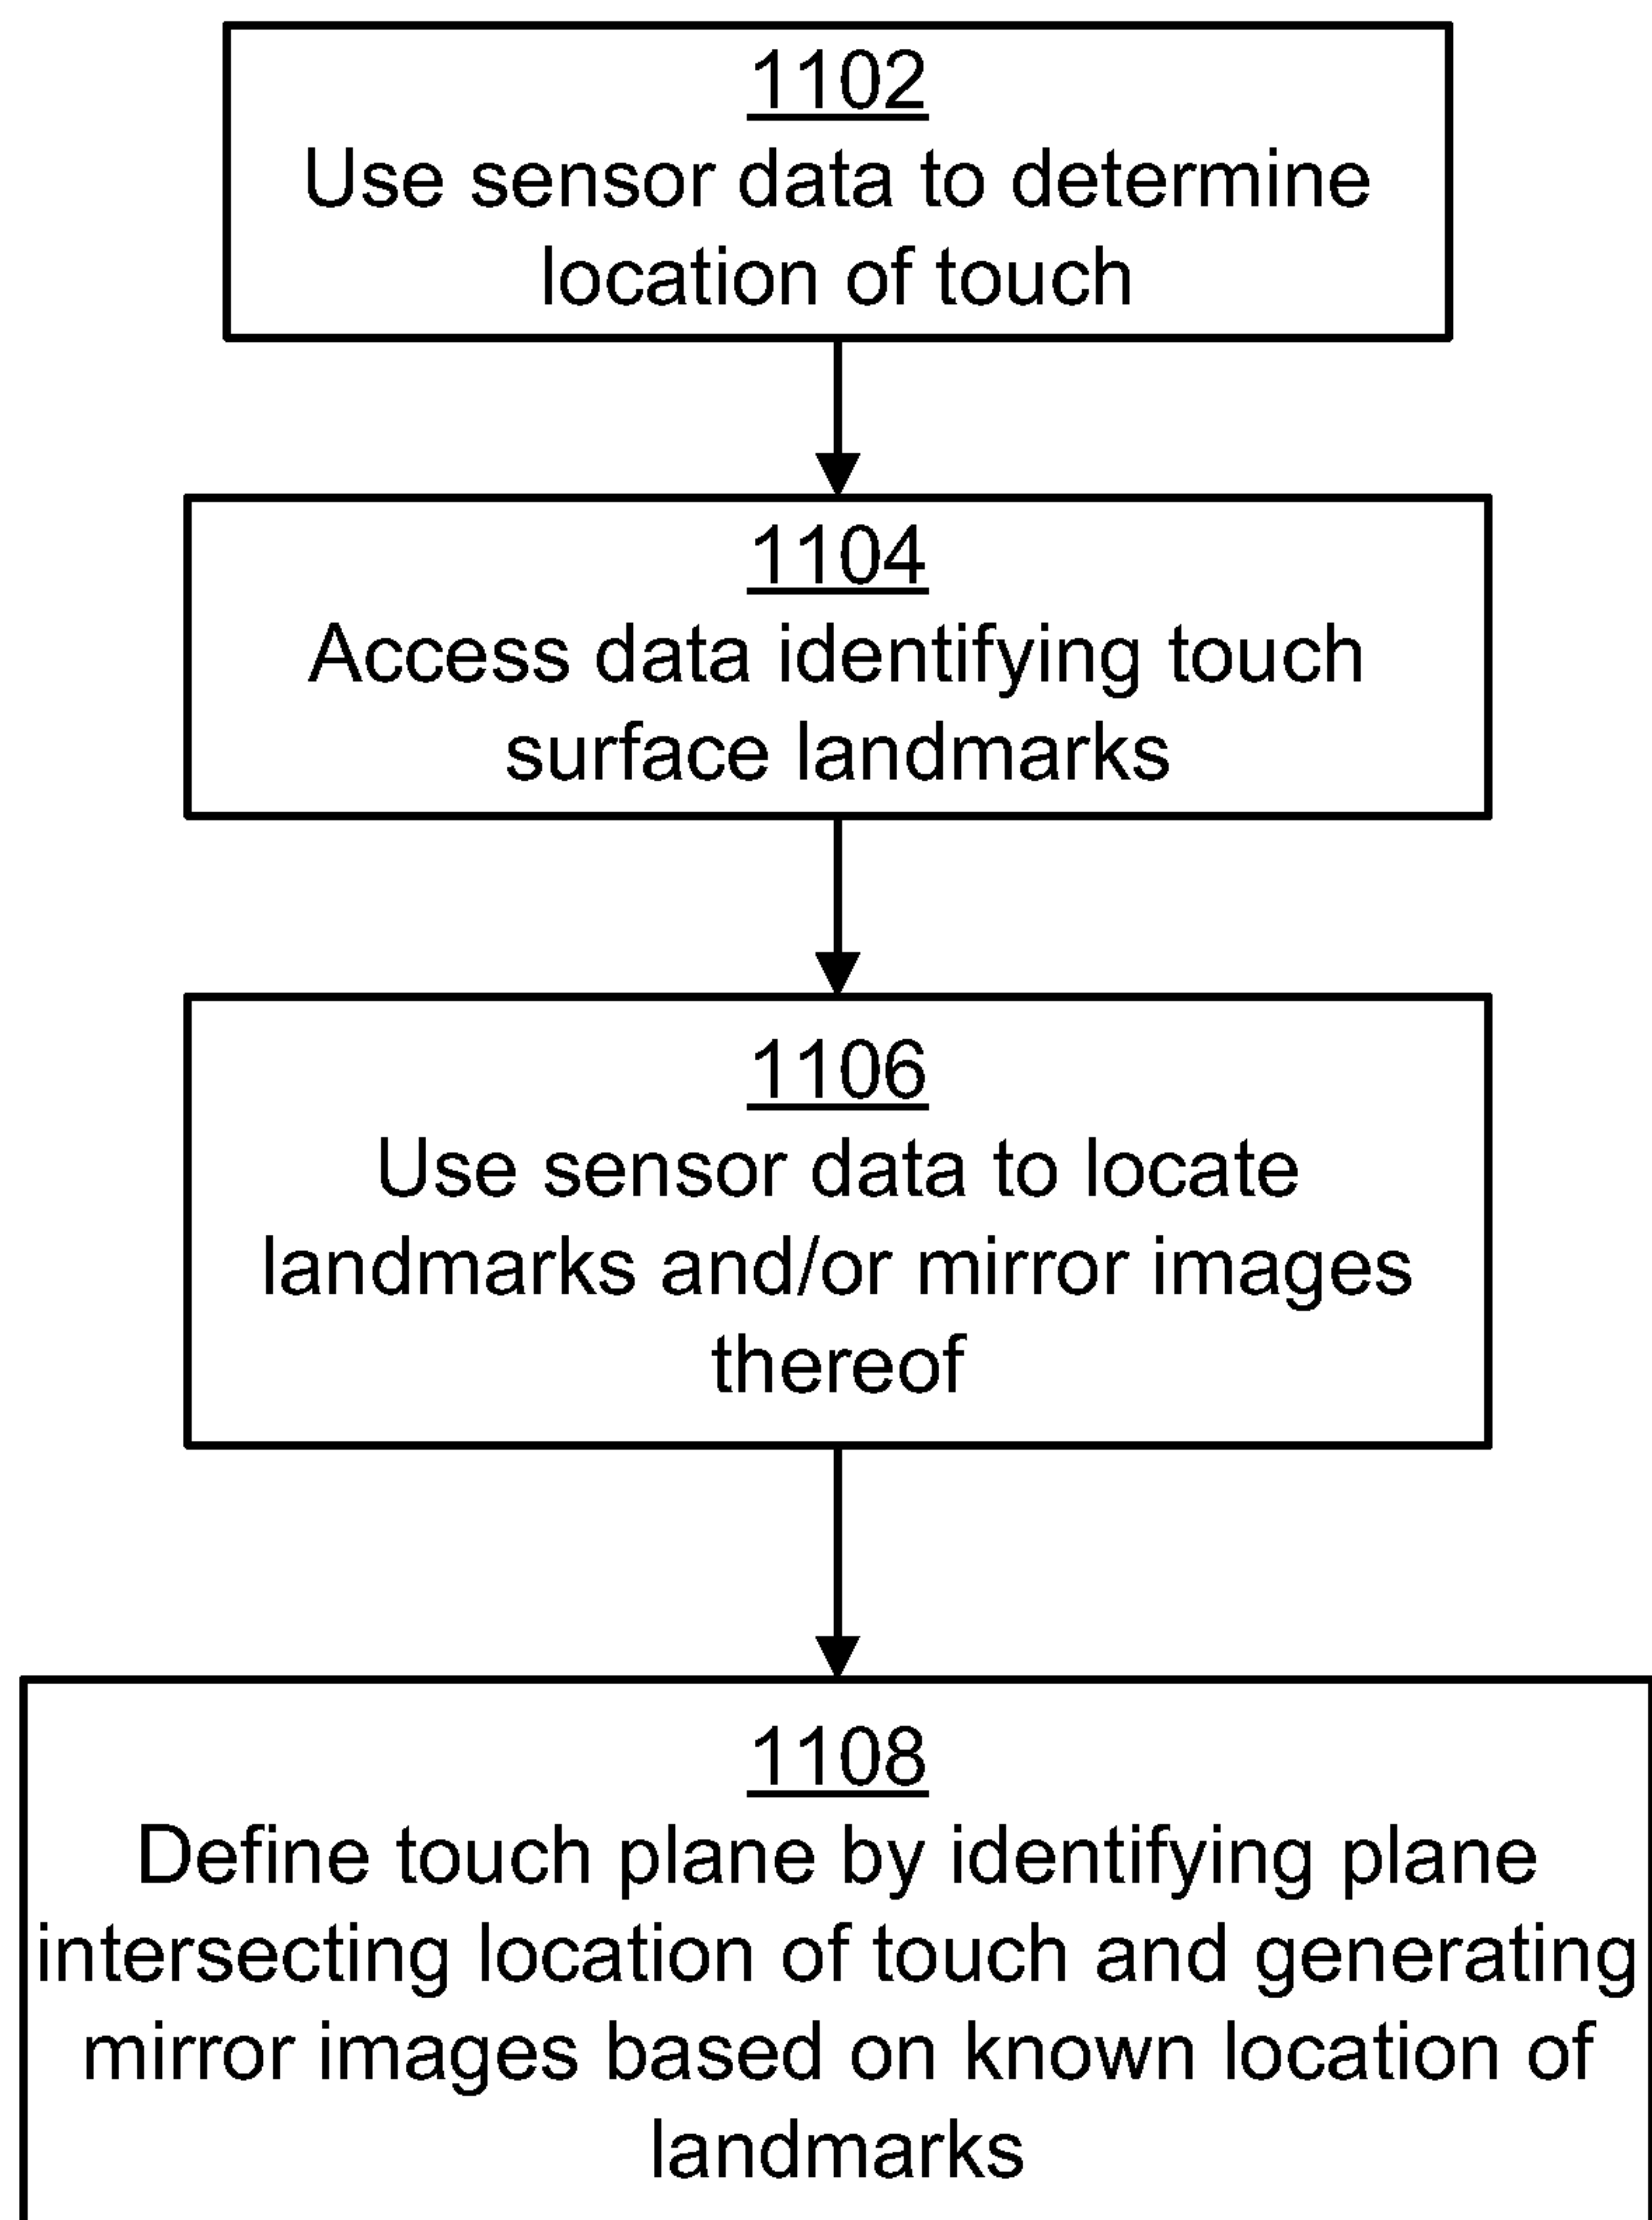 1102
Use sensor data to determine
location of touch
1104
Access data identifying touch
surface landmarks
1106
Use sensor data to locate
landmarks and/or mirror images
thereof
1108
Define touch plane by identifying plane
intersecting location of touch and generating
mirror images based on known location of
landmarks